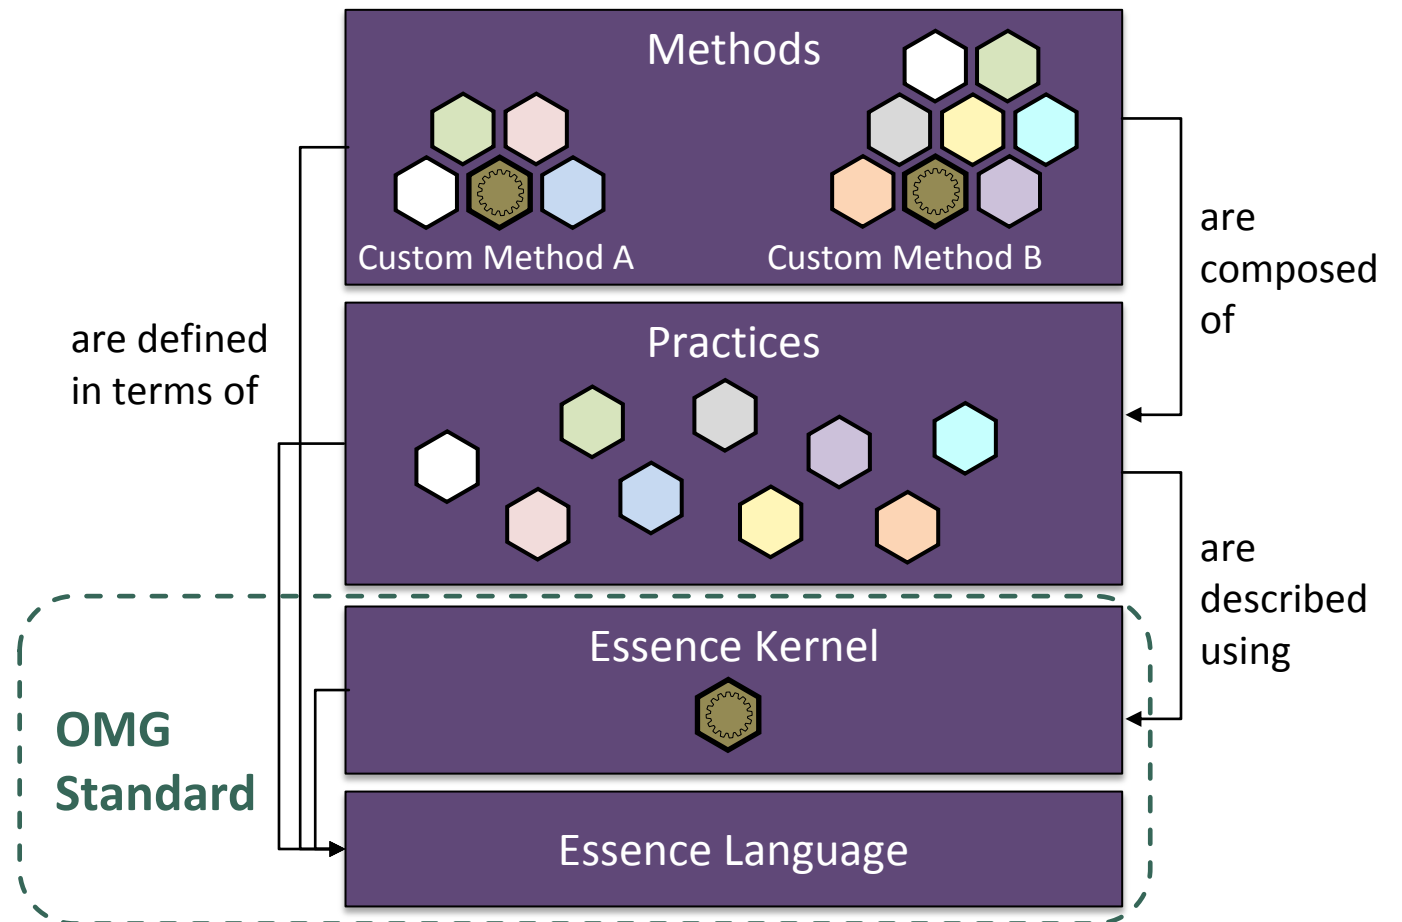 Methods
Custom Method A
Custom Method B
are
composed
of
are defined
in terms of
Practices
are
described
using
Essence Kernel
OMG
Standard
Essence Language